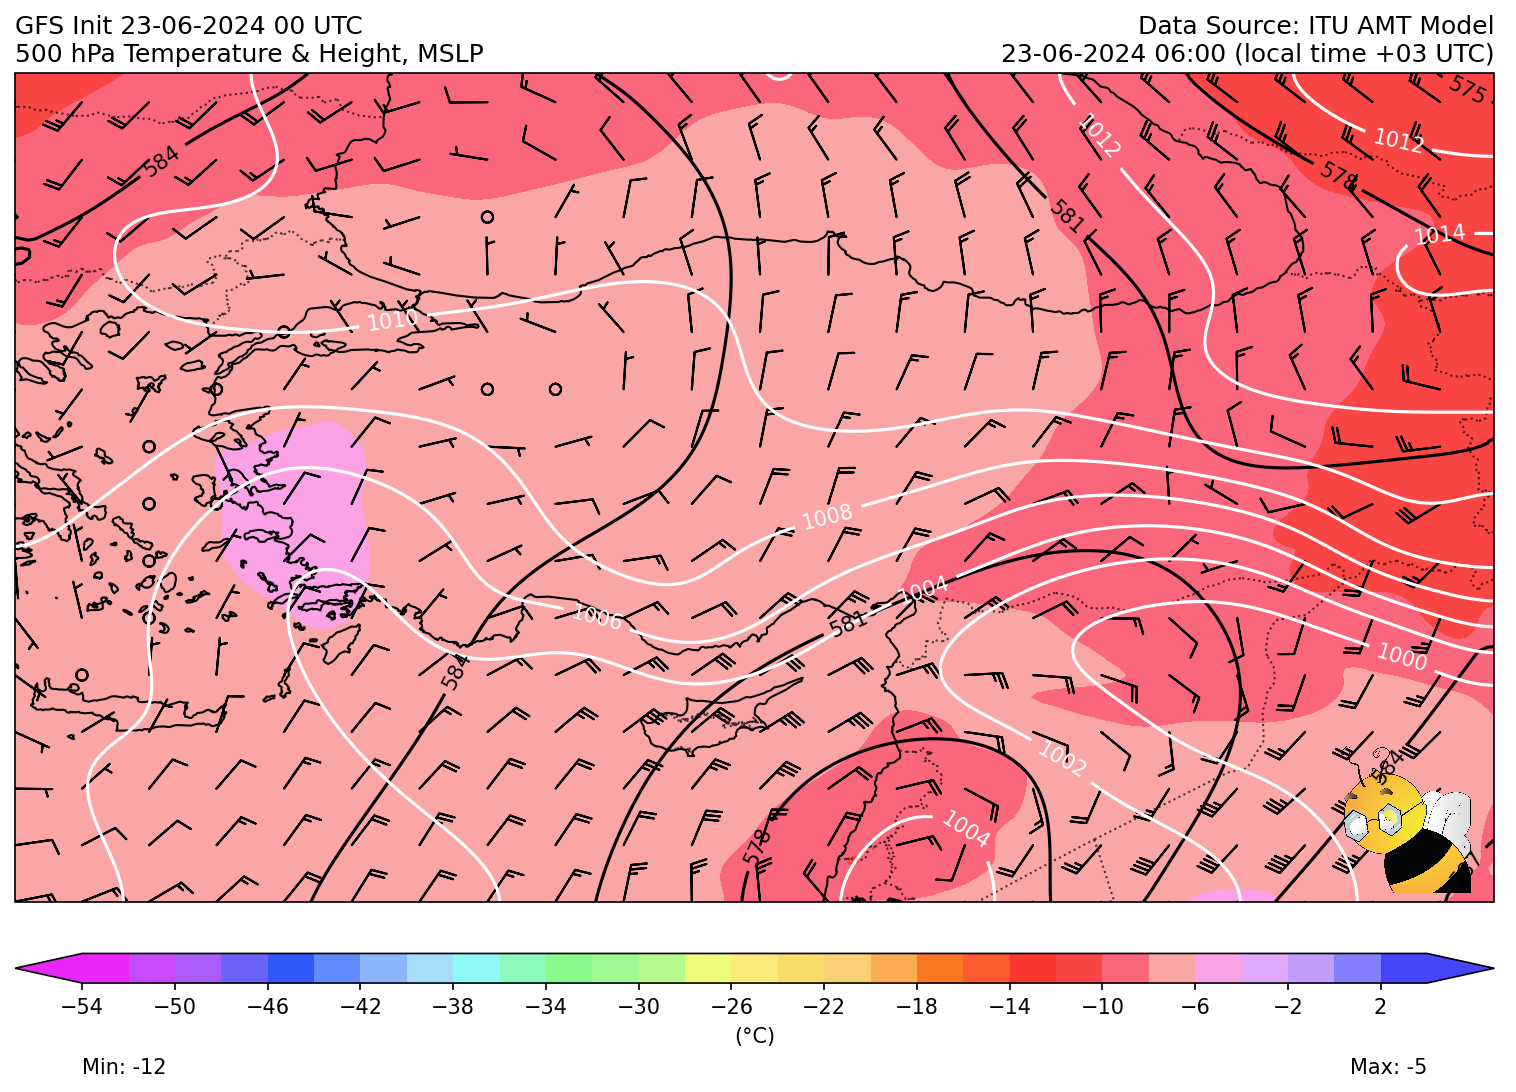 GFS Init 23-06-2024 00 UTC
Data Source: ITU AMT Model
500 hPa Temperature & Height, MSLP
23-06-2024 06:00 (local time +03 UTC)
575
1012
1012
584
578
581
1014
1010
1008
1004
1006
581
1000
584
1002
584
1004
578
−54 −50 −46 −42 −38 −34 −30 −26 −22 −18 −14 −10 −6 −2 2
(°C)
Min: -12
Max: -5